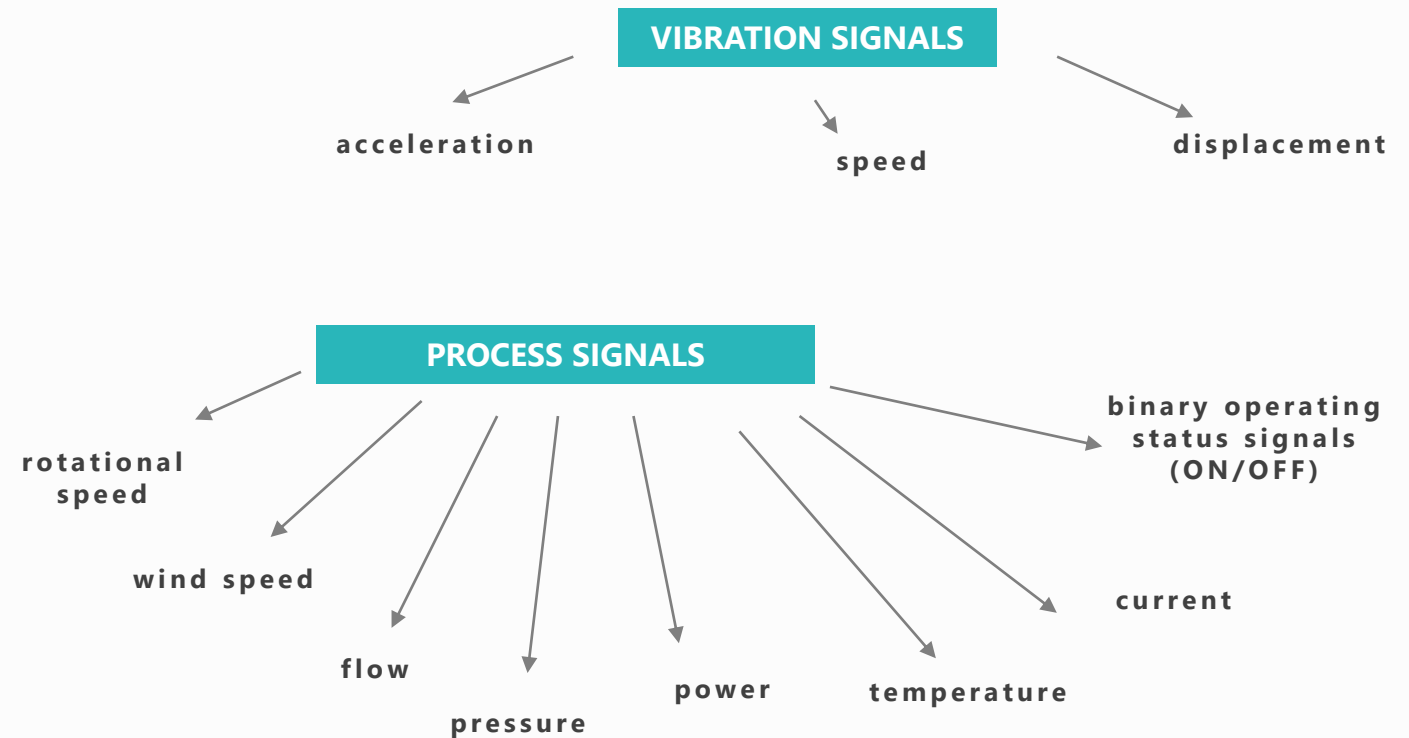 VIBRATION SIGNALS
acceleration
speed
displacement
PROCESS SIGNALS
rotational
speed
wind speed
flow
pressure
power
temperature
current
binary operating
status signals
(ON/OFF)